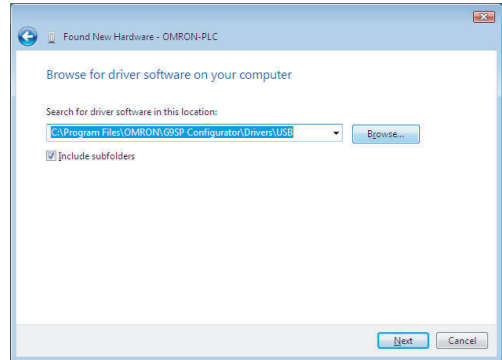 Found New Hardware - OMRON-PLC
Browse for driver software on your computer
Search for driver software in this location:
C:\Program Files\OMRON\G9SP Configurator\Drivers\USB
Browse...
Include subfolders
Next
Cancel